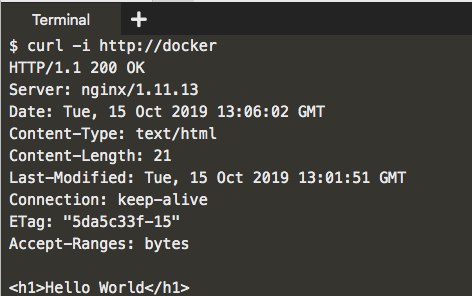 Terminal +
$ curl -i http://docker
HTTP/1.1 200 OK
Server: nginx/1.11.13
Date: Tue, 15 Oct 2019 13:06:02 GMT
Content-Type: text/html
Content-Length: 21
Last-Modified: Tue, 15 Oct 2019 13:01:51 GMT
Connection: keep-alive
ETag: "5da5c33f-15"
Accept-Ranges: bytes
<h1>Hello World</h1>